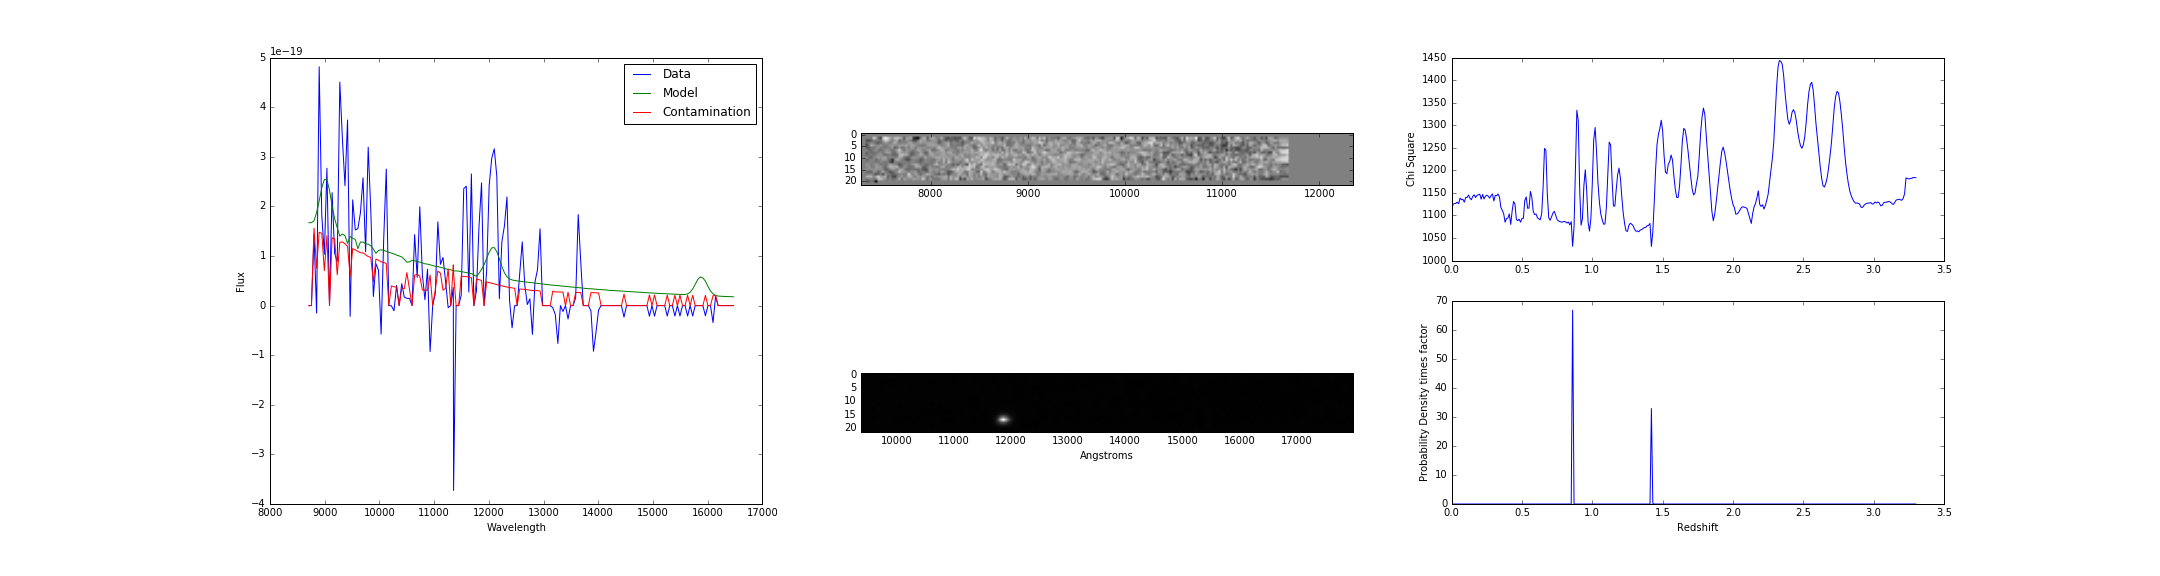 1e−19
5
4
3
2
1
0
−1
−2
−3
−4
Flux
8000 9000 10000 11000 12000 13000 14000 15000 16000 17000
Wavelength
Data
Model
Contamination
0
5
10
15
20
8000 9000 10000 11000 12000
0
5
10
15
20
10000 11000 12000 13000 14000 15000 16000 17000
Angstroms
1450
1400
1350
1300
1250
1200
1150
1100
1050
1000
Chi Square
0.0 0.5 1.0 1.5 2.0 2.5 3.0 3.5
70
60
50
40
30
20
10
0
Probability Density times factor
0.0 0.5 1.0 1.5 2.0 2.5 3.0 3.5
Redshift